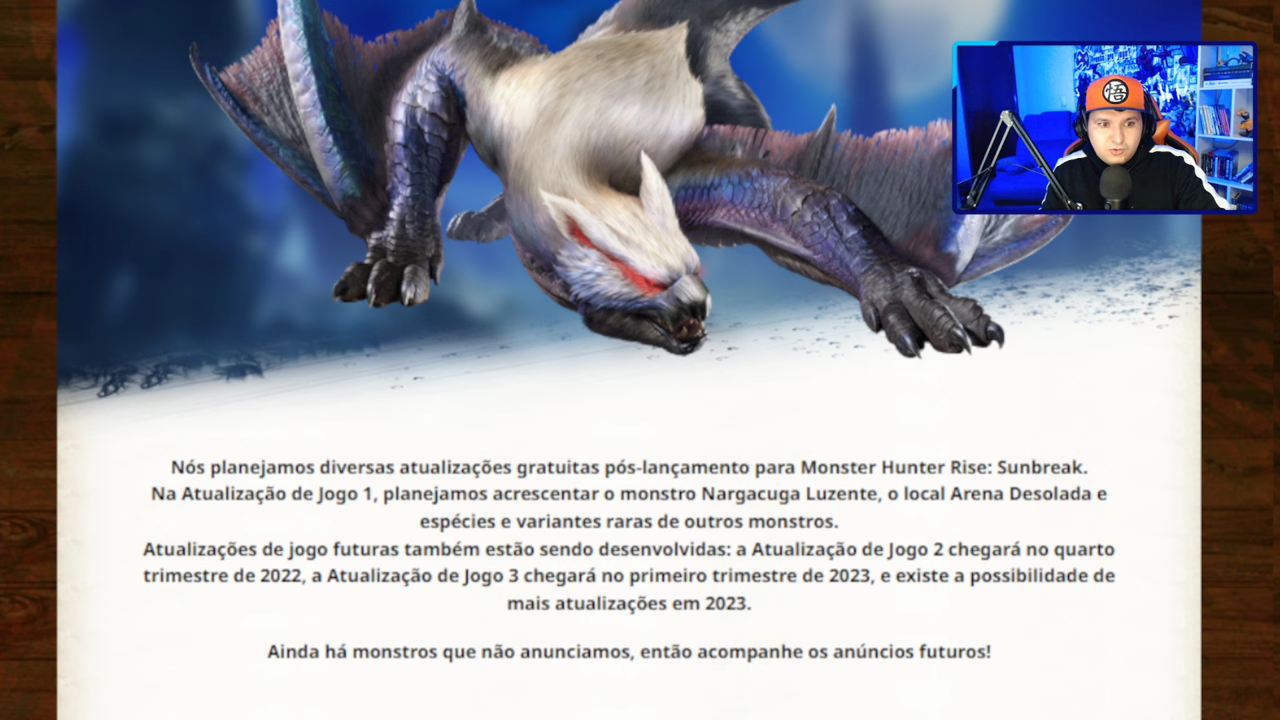 悟
Nós planejamos diversas atualizações gratuitas pós-lançamento para Monster Hunter Rise: Sunbreak.
Na Atualização de Jogo 1, planejamos acrescentar o monstro Nargacuga Luzente, o local Arena Desolada e
espécies e variantes raras de outros monstros.
Atualizações de jogo futuras também estão sendo desenvolvidas: a Atualização de Jogo 2 chegará no quarto
trimestre de 2022, a Atualização de Jogo 3 chegará no primeiro trimestre de 2023, e existe a possibilidade de
mais atualizações em 2023.
Ainda há monstros que não anunciamos, então acompanhe os anúncios futuros!